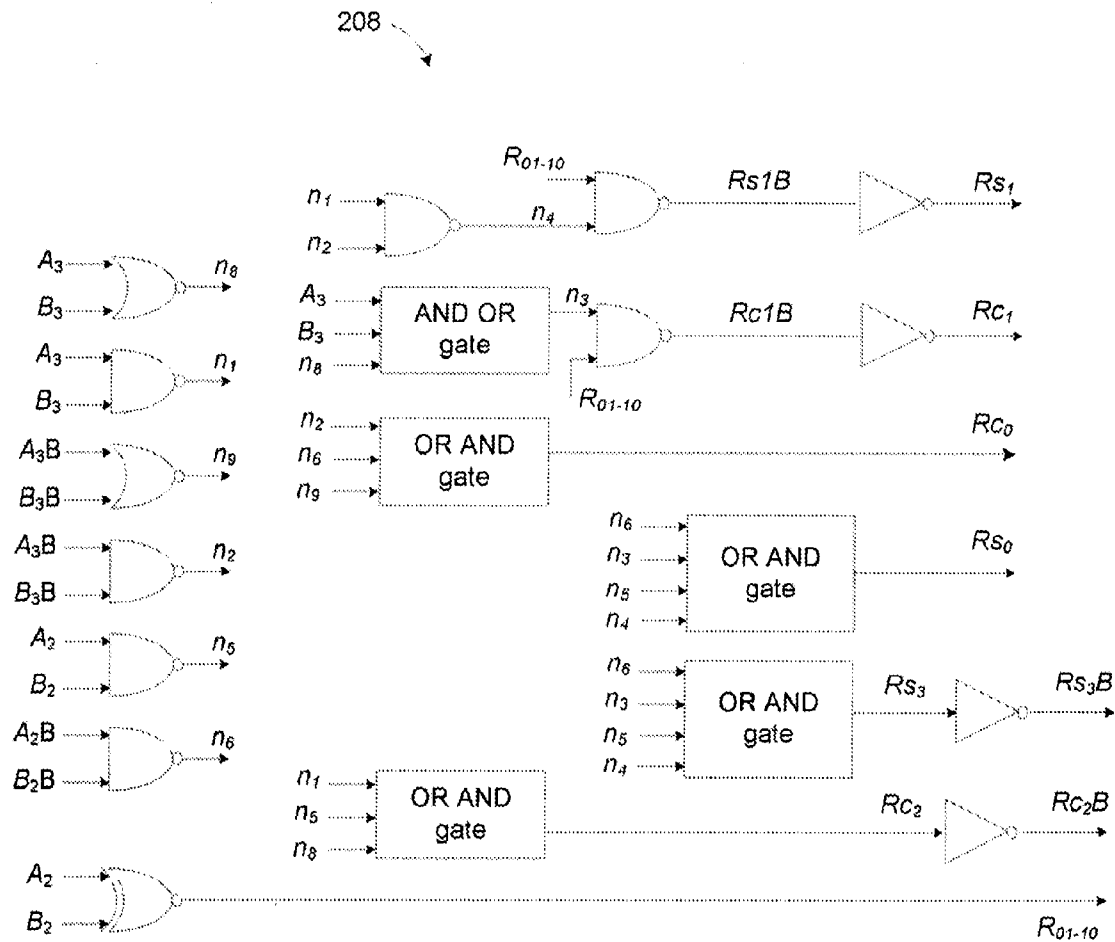 208
R01-10
n1
n2
n4
Rs1B
Rs1
A3
B3
n8
A3
B3
n8
AND OR
gate
n3
R01-10
Rc1B
Rc1
A3
B3
n1
A3B
B3B
n9
n2
n6
n9
OR AND
gate
Rc0
A3B
B3B
n2
n6
n3
n5
n4
OR AND
gate
Rs0
A2
B2
n5
n6
n3
n5
n4
OR AND
gate
Rs3
Rs3B
A2B
B2B
n6
n1
n5
n8
OR AND
gate
Rc2
Rc2B
A2
B2
R01-10